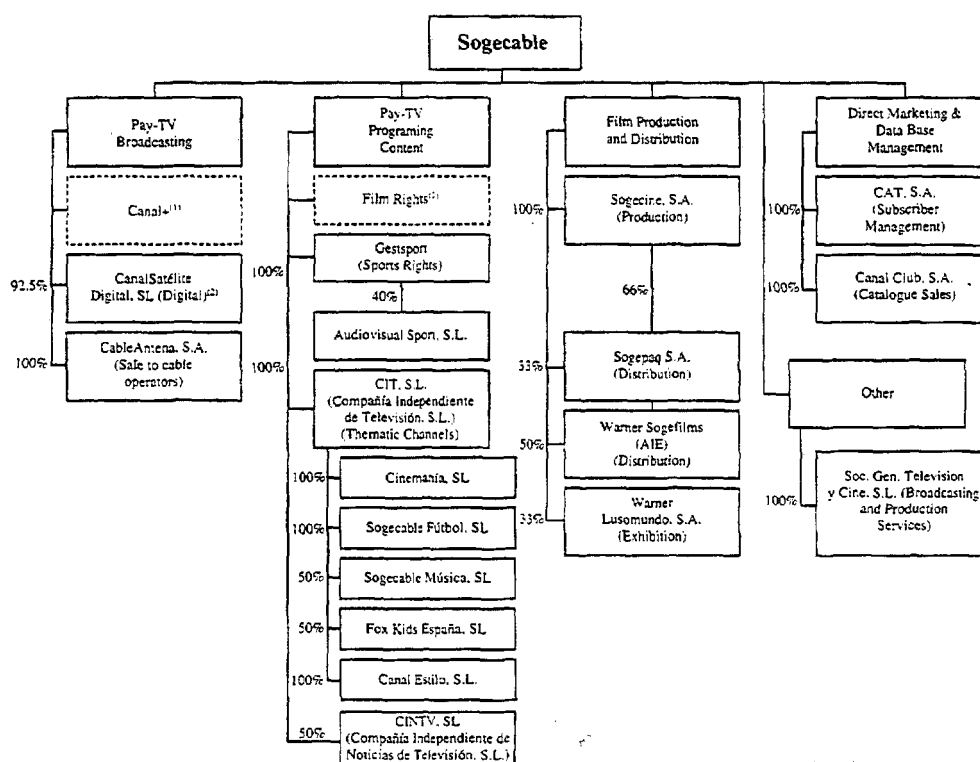 Sogecable
Pay-TV
Broadcasting
Canal+(1)
92.5%
CanalSatélite
Digital, SL (Digital)(2)
100%
CableAntena, S.A.
(Sale to cable
operators)
Pay-TV
Programing
Content
Film Rights
100%
Gestsport
(Sports Rights)
40%
Audiovisual Sport, S.L.
100%
CIT, S.L.
(Compañía Independiente
de Televisión, S.L.)
(Thematic Channels)
100%
Cinemanía, SL
100%
Sogecable Fútbol, SL
50%
Sogecable Música, SL
50%
Fox Kids España, SL
100%
Canal Estilo, S.L.
50%
CINTV, SL
(Compañía Independiente de
Noticias de Televisión, S.L.)
Film Production
and Distribution
100%
Sogecine, S.A.
(Production)
66%
Sogepaq S.A.
(Distribution)
50%
Warner Sogefilms
(AIE)
(Distribution)
33%
Warner
Lusomundo, S.A.
(Exhibition)
Direct Marketing &
Data Base
Management
100%
CAT, S.A.
(Subscriber
Management)
100%
Canal Club, S.A.
(Catalogue Sales)
Other
100%
Soc. Gen. Television
y Cine, S.L. (Broadcasting
and Production
Services)